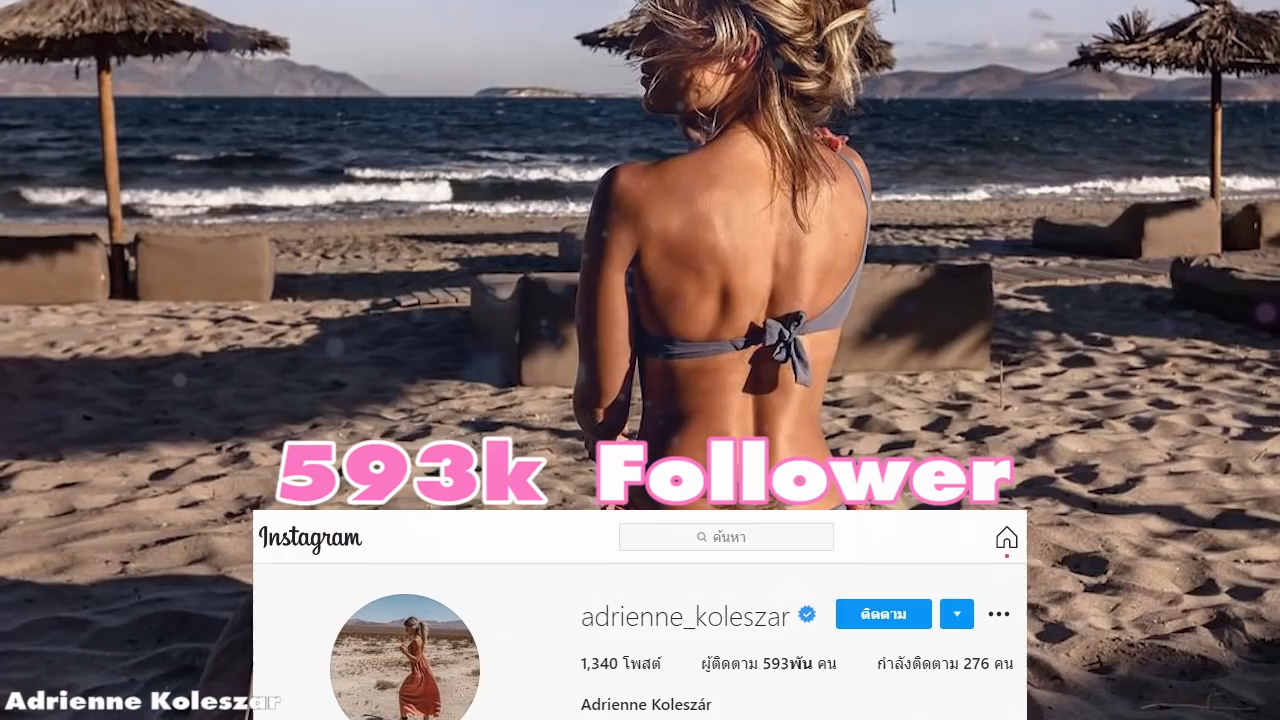 593k Follower
Instagram
ค้นหา
adrienne_koleszar
ติดตาม
1,340 โพสต์ ผู้ติดตาม 593พัน คน กำลังติดตาม 276 คน
Adrienne Koleszár
Adrienne Koleszar